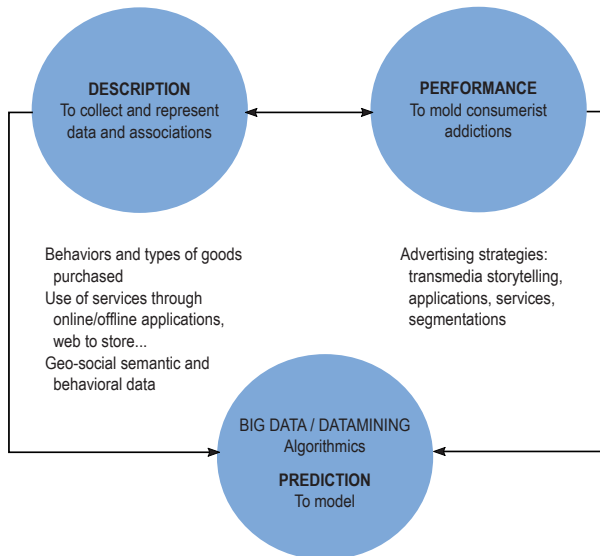 DESCRIPTION
To collect and represent
data and associations
PERFORMANCE
To mold consumerist
addictions
Behaviors and types of goods
purchased
Use of services through
online/offline applications,
web to store...
Geo-social semantic and
behavioral data
Advertising strategies:
transmedia storytelling,
applications, services,
segmentations
BIG DATA / DATAMINING
Algorithmics
PREDICTION
To model